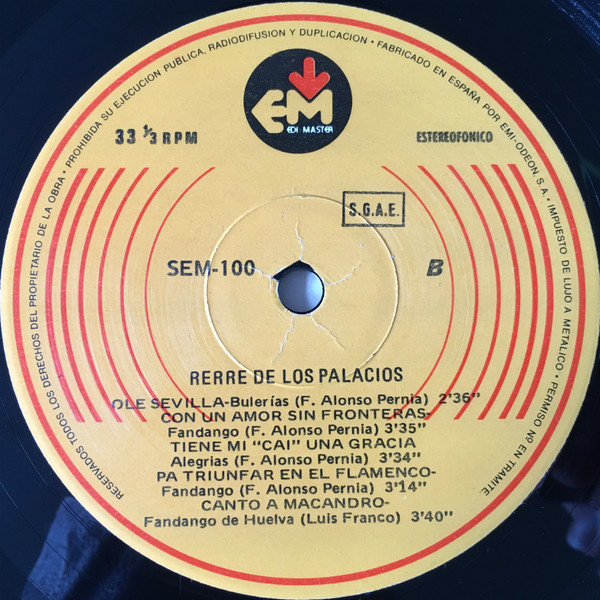 PROHIBIDA SU EJECUCION PUBLICA, RADIODIFUSION Y DUPLICACION • FABRICADO EN ESPAÑA POR EMI-ODEON, S. A. • IMPUESTO DE LUJO A METALICO • PERMISO Nº EN TRAMITE
RESERVADOS TODOS LOS DERECHOS DEL PROPIETARIO DE LA OBRA •
EM
EDI MASTER
33 1/3 RPM
ESTEREOFONICO
S.G.A.E.
SEM-100
B
RERRE DE LOS PALACIOS
OLE SEVILLA-Bulerías (F. Alonso Pernia) 2'36"
CON UN AMOR SIN FRONTERAS-
Fandango (F. Alonso Pernia) 3'35"
TIENE MI "CAI" UNA GRACIA
Alegrias (F. Alonso Pernia) 3'34"
PA TRIUNFAR EN EL FLAMENCO-
Fandango (F. Alonso Pernia) 3'14"
CANTO A MACANDRO-
Fandango de Huelva (Luis Franco) 3'40"